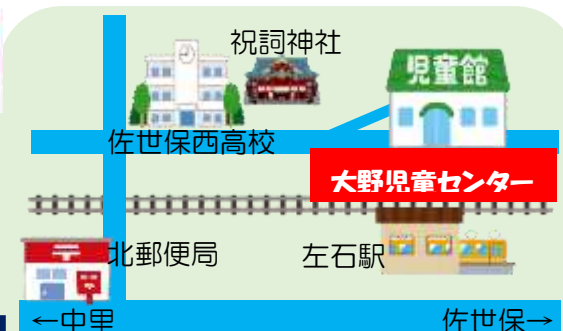 祝詞神社
児童館
佐世保西高校
大野児童センター
北郵便局
左石駅
←中里
佐世保→